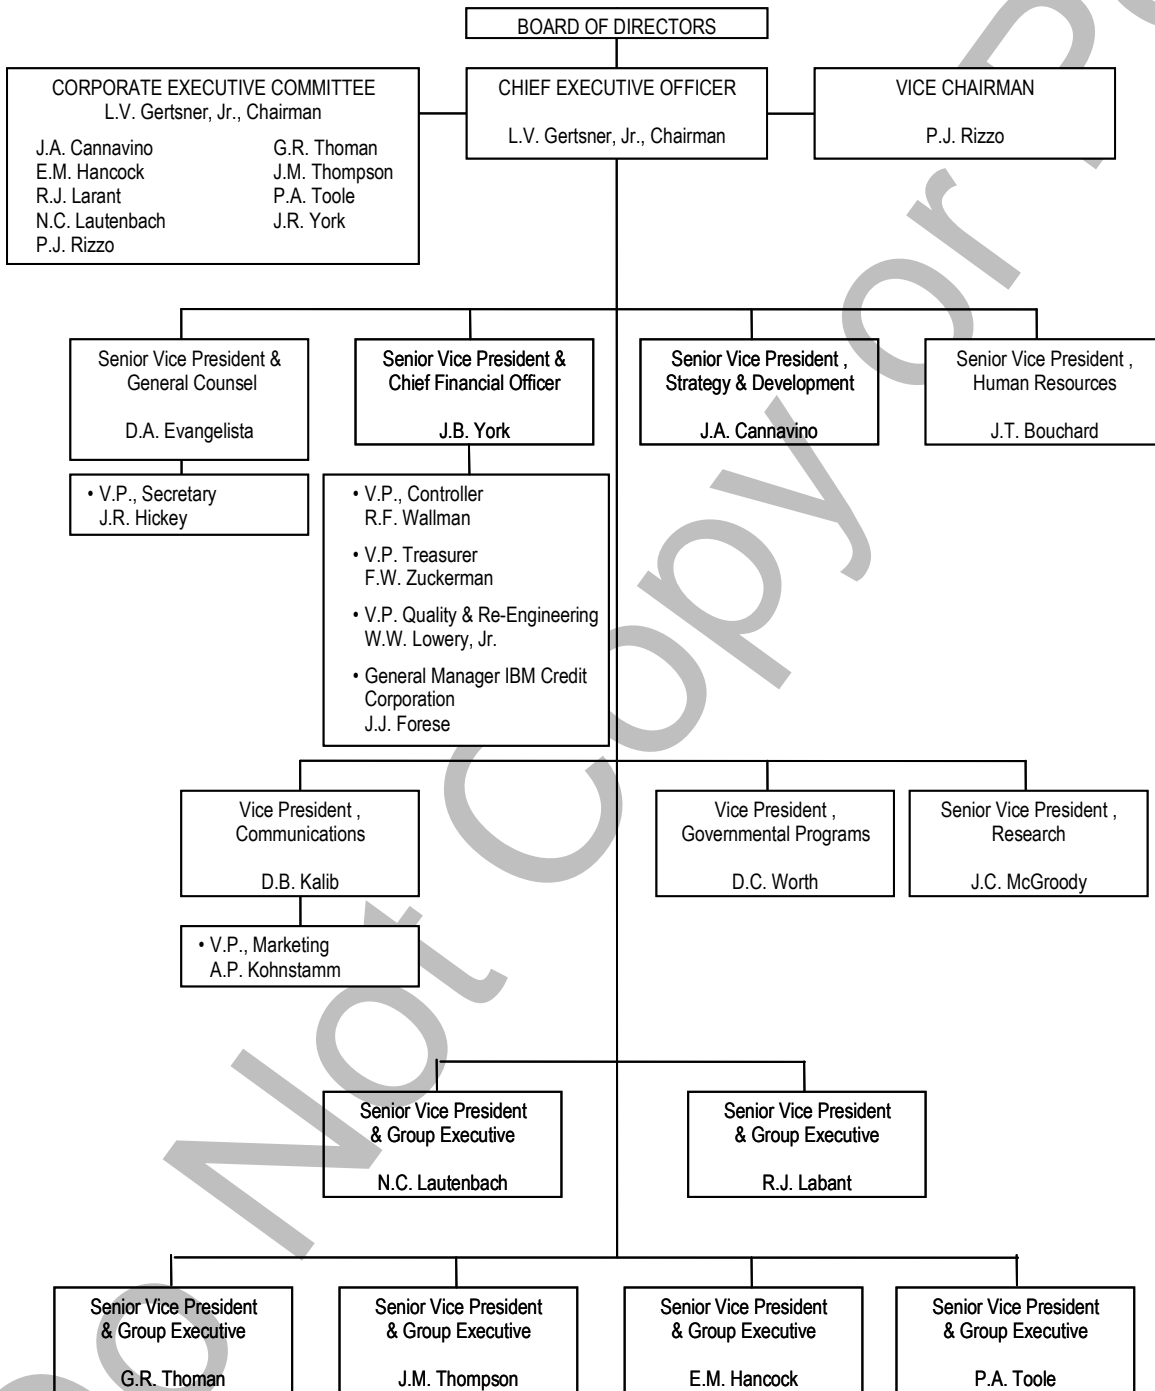 BOARD OF DIRECTORS
CORPORATE EXECUTIVE COMMITTEE
L.V. Gertsner, Jr., Chairman
J.A. Cannavino
E.M. Hancock
R.J. Larant
N.C. Lautenbach
P.J. Rizzo
G.R. Thoman
J.M. Thompson
P.A. Toole
J.R. York
CHIEF EXECUTIVE OFFICER
L.V. Gertsner, Jr., Chairman
VICE CHAIRMAN
P.J. Rizzo
Senior Vice President &
General Counsel
D.A. Evangelista
• V.P., Secretary
J.R. Hickey
Senior Vice President &
Chief Financial Officer
J.B. York
• V.P., Controller
R.F. Wallman
• V.P. Treasurer
F.W. Zuckerman
• V.P. Quality & Re-Engineering
W.W. Lowery, Jr.
• General Manager IBM Credit
Corporation
J.J. Forese
Senior Vice President ,
Strategy & Development
J.A. Cannavino
Senior Vice President ,
Human Resources
J.T. Bouchard
Vice President ,
Communications
D.B. Kalib
• V.P., Marketing
A.P. Kohnstamm
Vice President ,
Governmental Programs
D.C. Worth
Senior Vice President ,
Research
J.C. McGroody
Senior Vice President
& Group Executive
N.C. Lautenbach
Senior Vice President
& Group Executive
R.J. Labant
Senior Vice President
& Group Executive
G.R. Thoman
Senior Vice President
& Group Executive
J.M. Thompson
Senior Vice President
& Group Executive
E.M. Hancock
Senior Vice President
& Group Executive
P.A. Toole
Not Copy or